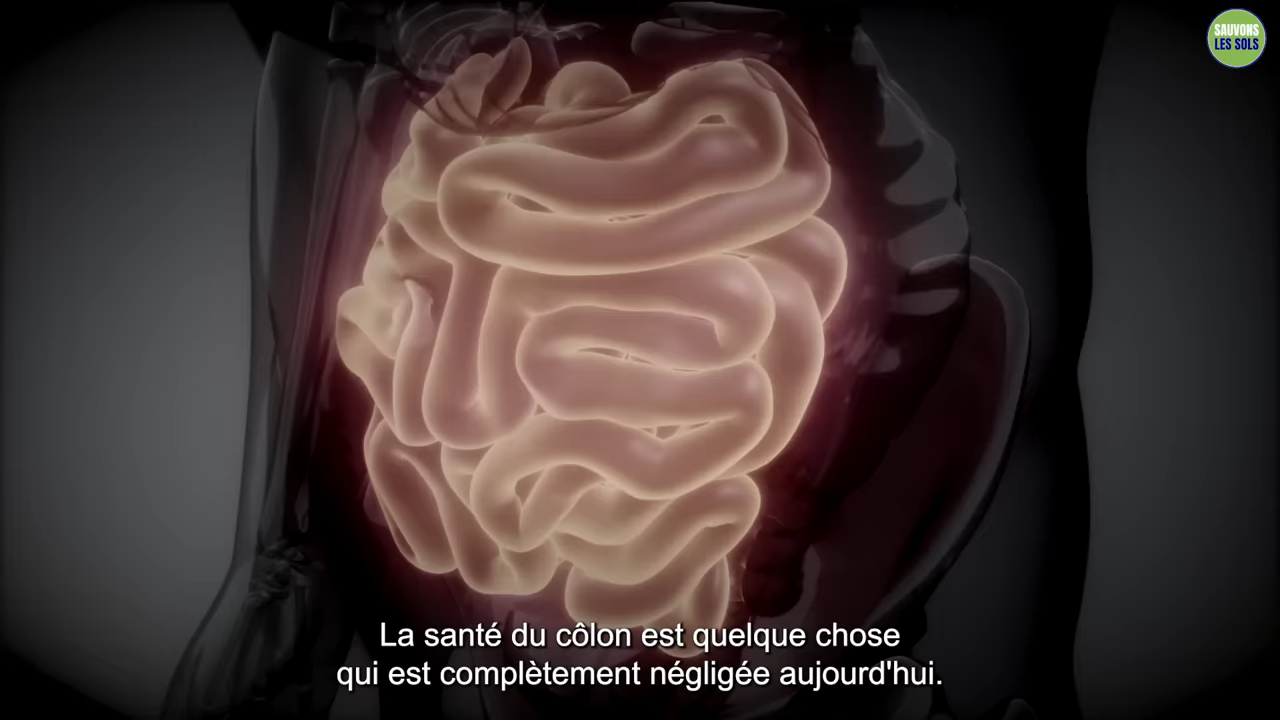 SAUVONS
LES SOLS
La santé du côlon est quelque chose
qui est complètement négligée aujourd'hui.